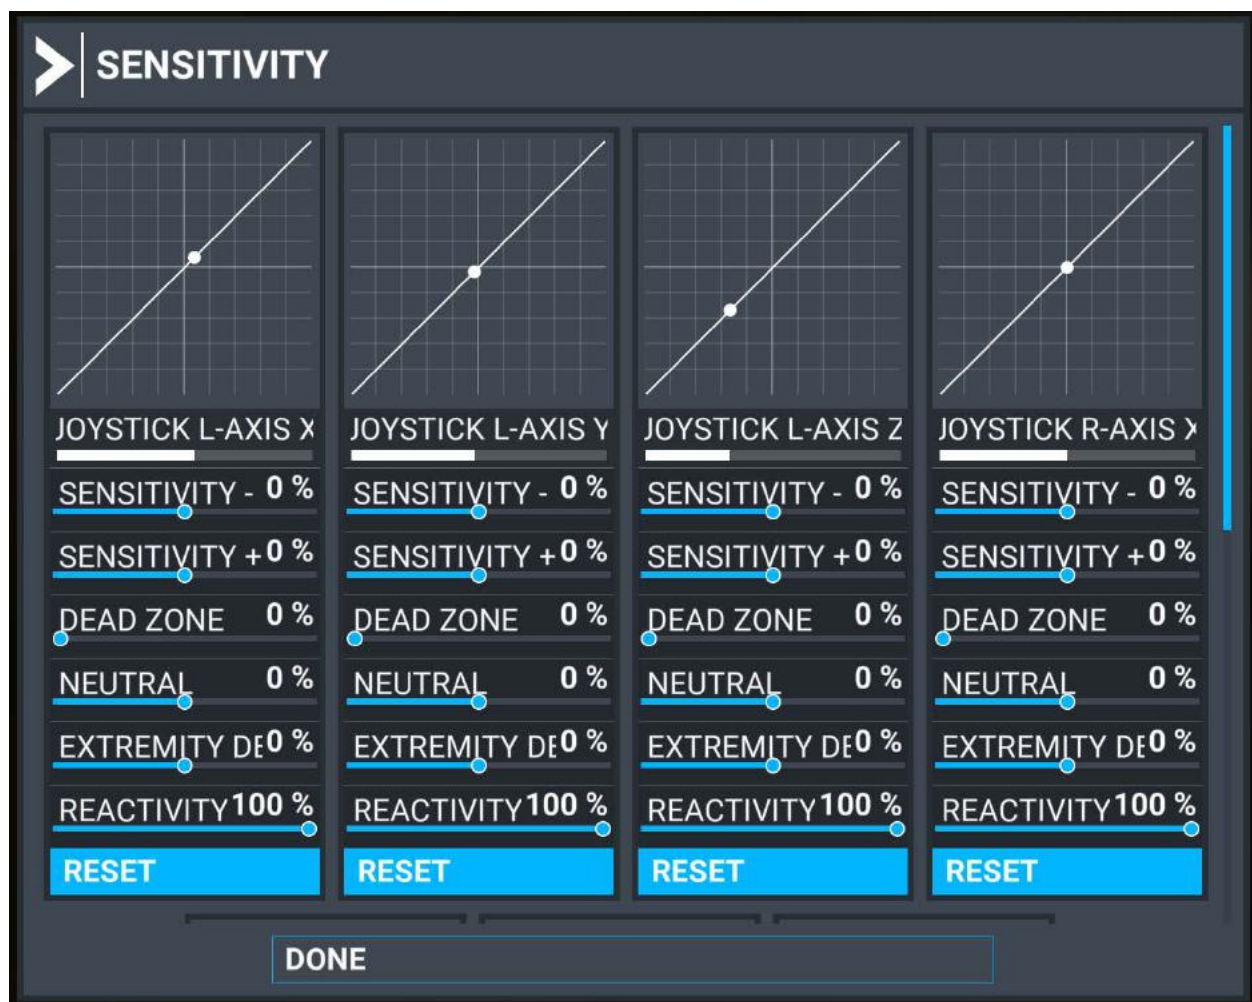 SENSITIVITY
JOYSTICK L-AXIS X
SENSITIVITY - 0 %
SENSITIVITY + 0 %
DEAD ZONE 0 %
NEUTRAL 0 %
EXTREMITY DE 0 %
REACTIVITY 100 %
RESET
JOYSTICK L-AXIS Y
SENSITIVITY - 0 %
SENSITIVITY + 0 %
DEAD ZONE 0 %
NEUTRAL 0 %
EXTREMITY DE 0 %
REACTIVITY 100 %
RESET
JOYSTICK L-AXIS Z
SENSITIVITY - 0 %
SENSITIVITY + 0 %
DEAD ZONE 0 %
NEUTRAL 0 %
EXTREMITY DE 0 %
REACTIVITY 100 %
RESET
JOYSTICK R-AXIS X
SENSITIVITY - 0 %
SENSITIVITY + 0 %
DEAD ZONE 0 %
NEUTRAL 0 %
EXTREMITY DE 0 %
REACTIVITY 100 %
RESET
DONE